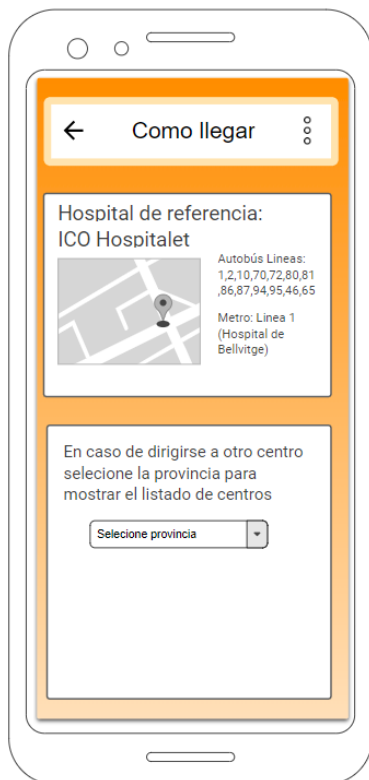 Como llegar
Hospital de referencia:
ICO Hospitalet
Autobús Lineas:
1,2,10,70,72,80,81
,86,87,94,95,46,65
Metro: Linea 1
(Hospital de
Bellvitge)
En caso de dirigirse a otro centro
selecione la provincia para
mostrar el listado de centros
Selecione provincia